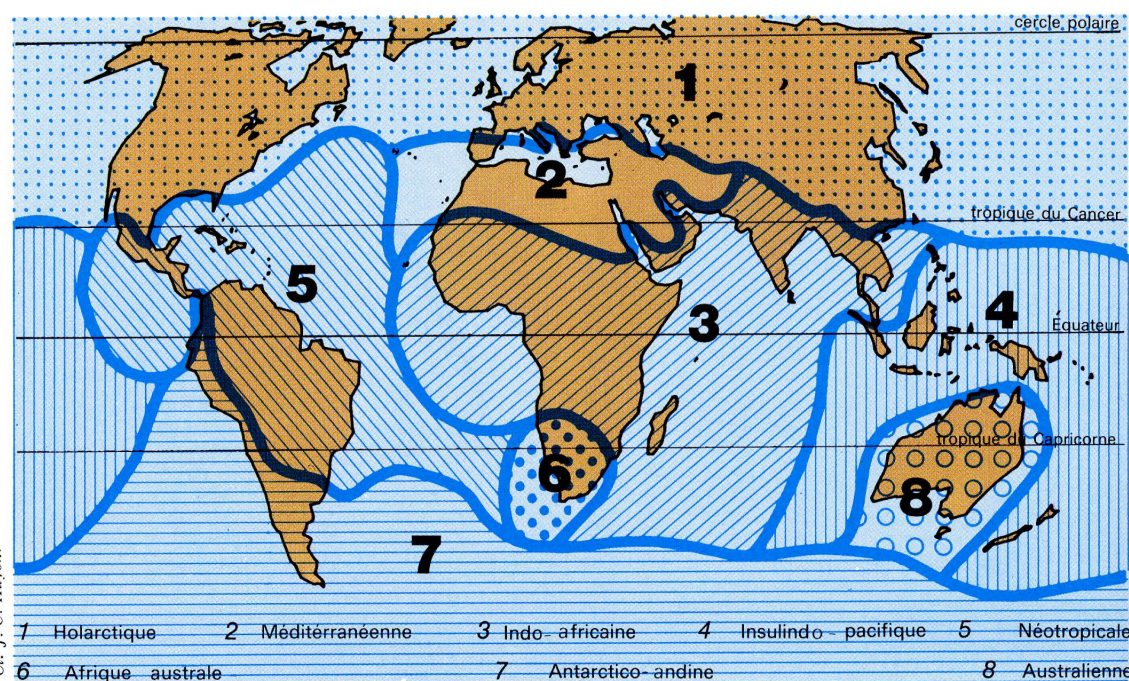 cercle polaire
1
2
tropique du Cancer
5
3
4
Équateur
tropique du Capricorne
6
8
7
1 Holarctique 2 Méditérranéenne 3 Indo-africaine 4 Insulindo-pacifique 5 Néotropicale
6 Afrique australe 7 Antarctico-andine 8 Australienne